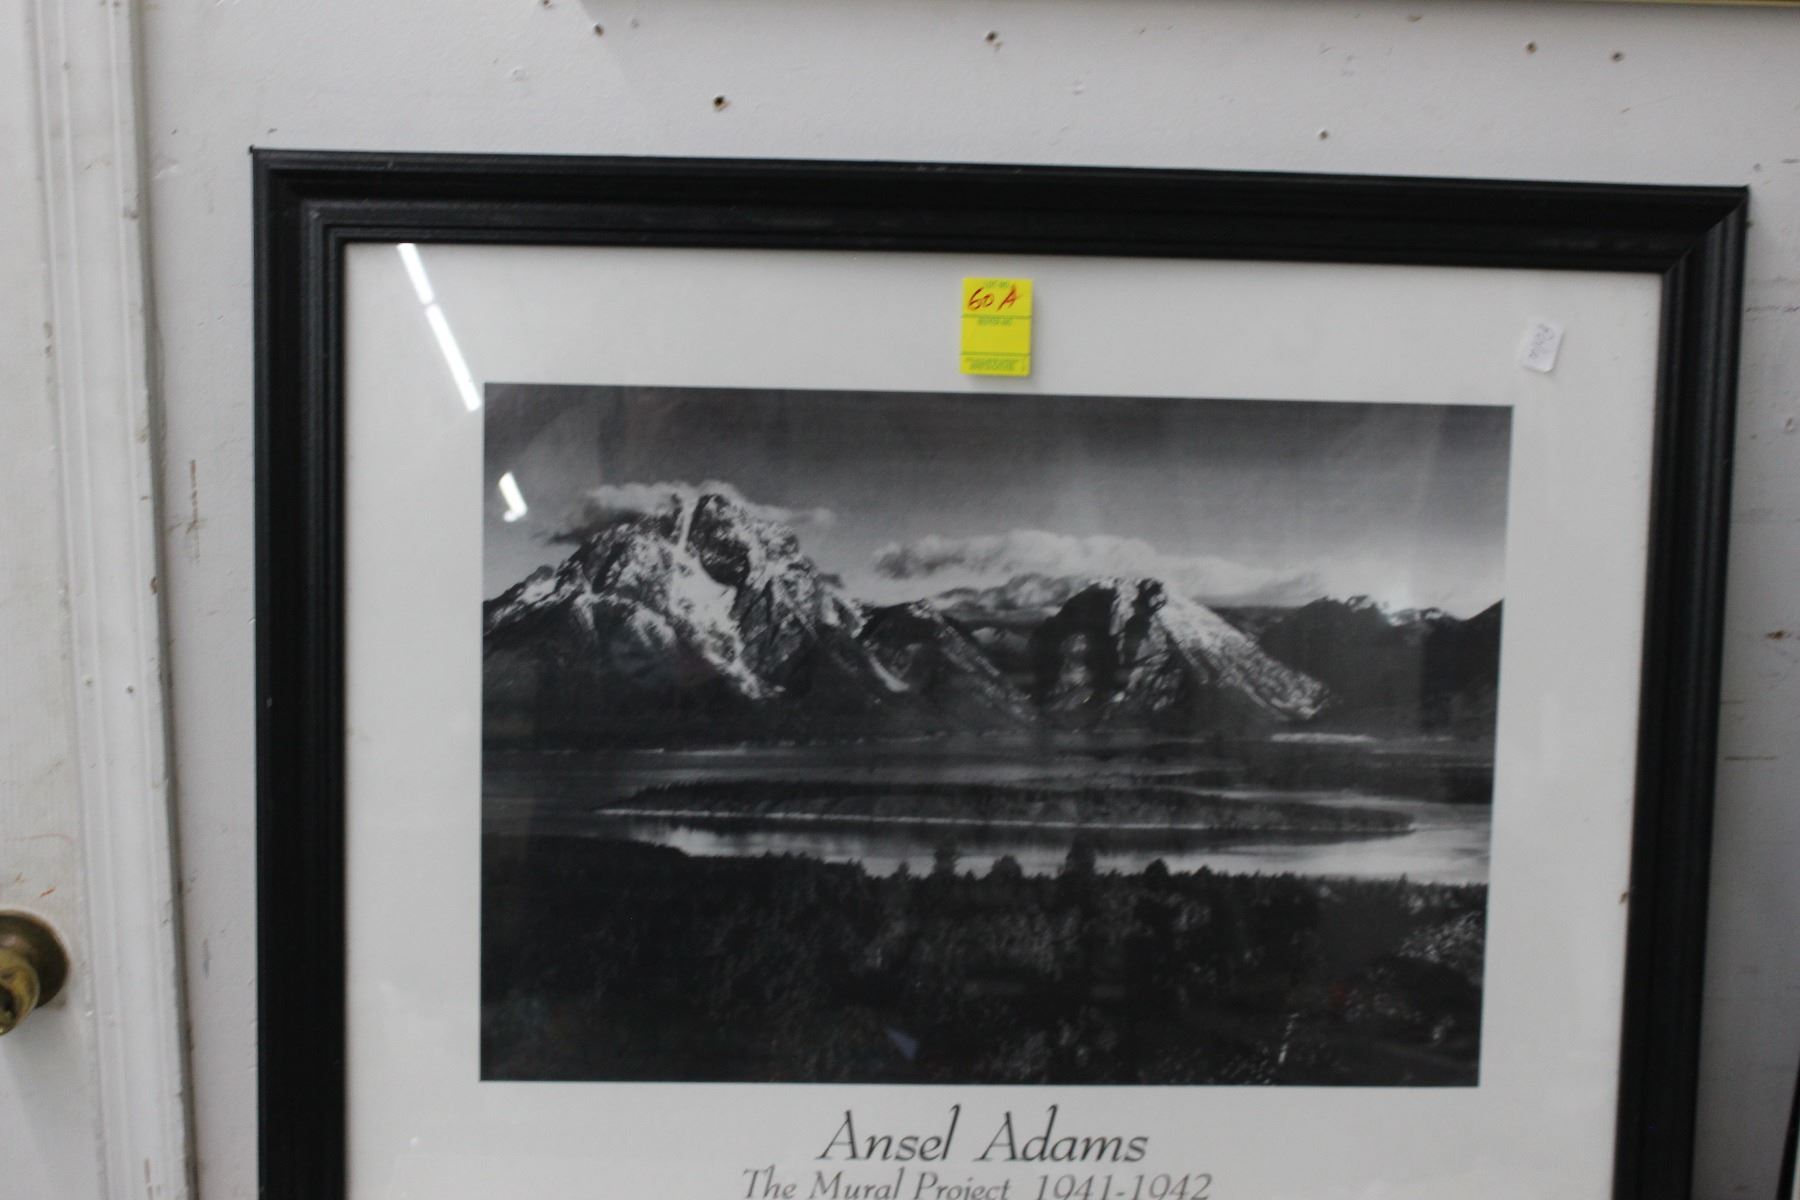 60 A
Ansel Adams
The Mural Project 1941-1942